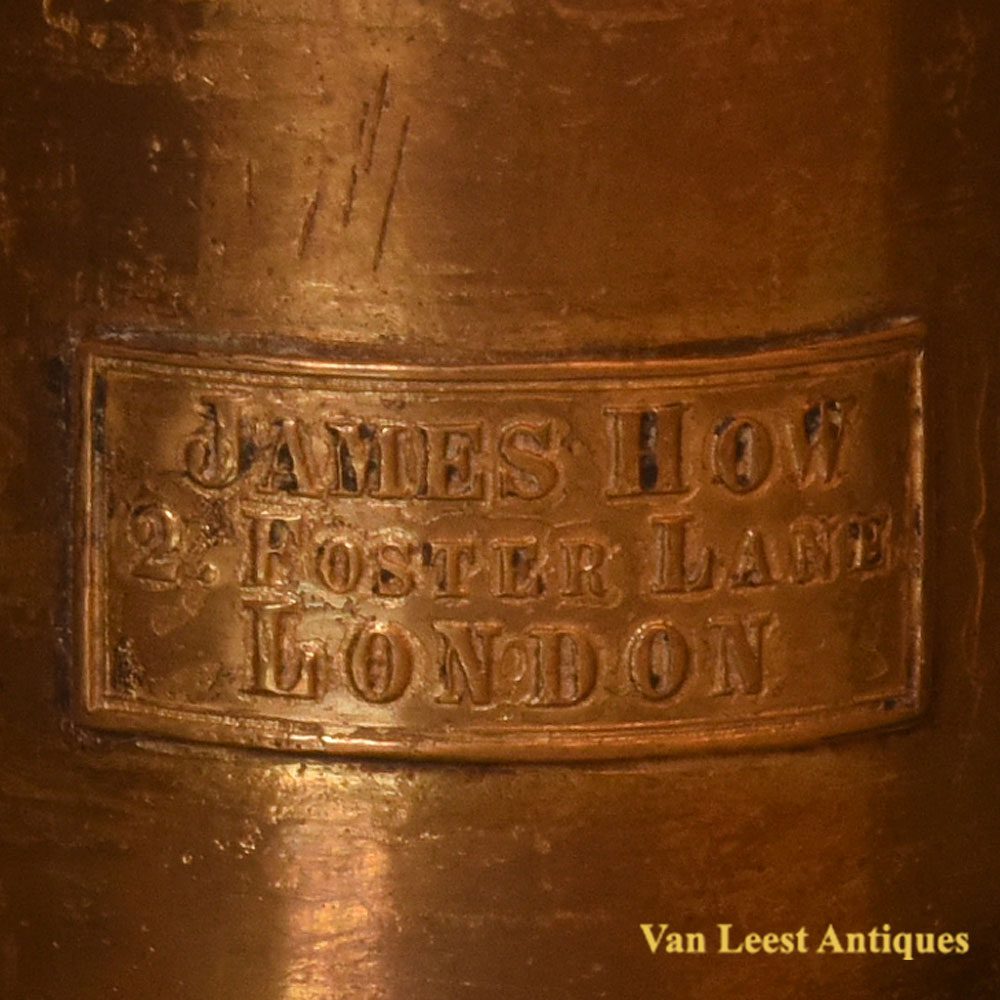 JAMES HOW
2. FOSTER LANE
LONDON
Van Leest Antiques